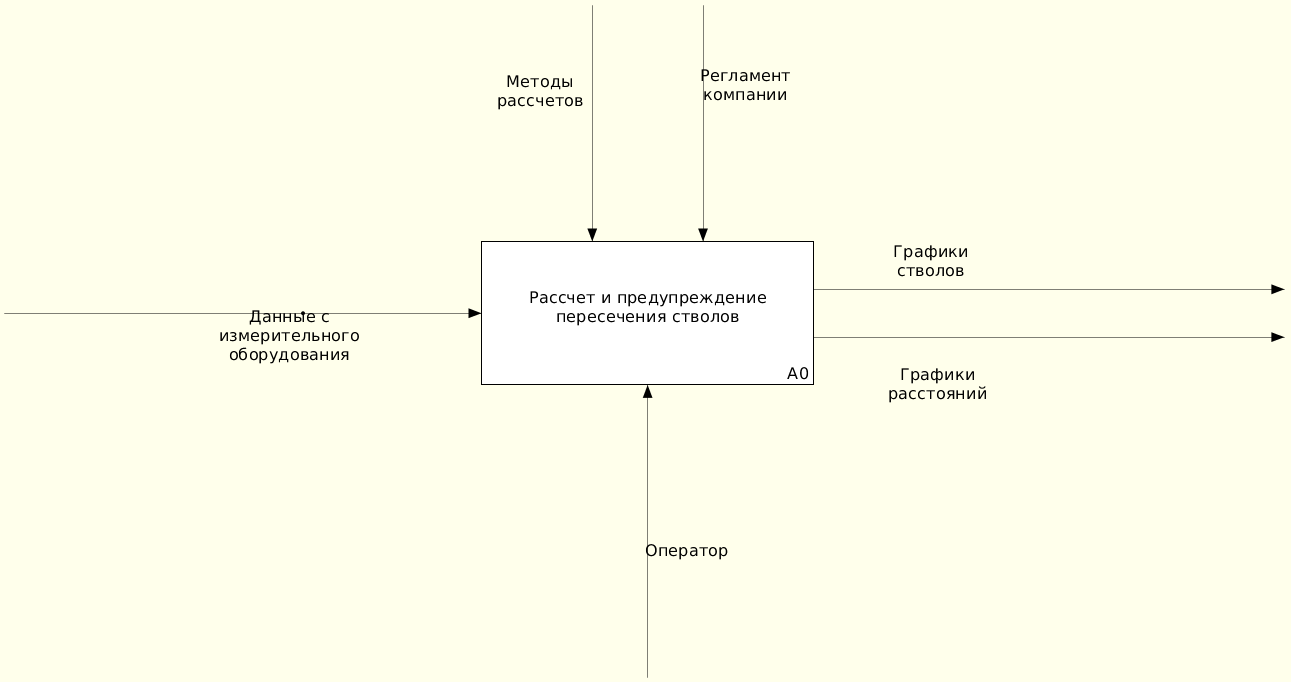 Методы
рассчетов
Регламент
компании
Графики
стволов
Рассчет и предупреждение
пересечения стволов
Данные с
измерительного
оборудования
A0
Графики
расстояний
Оператор